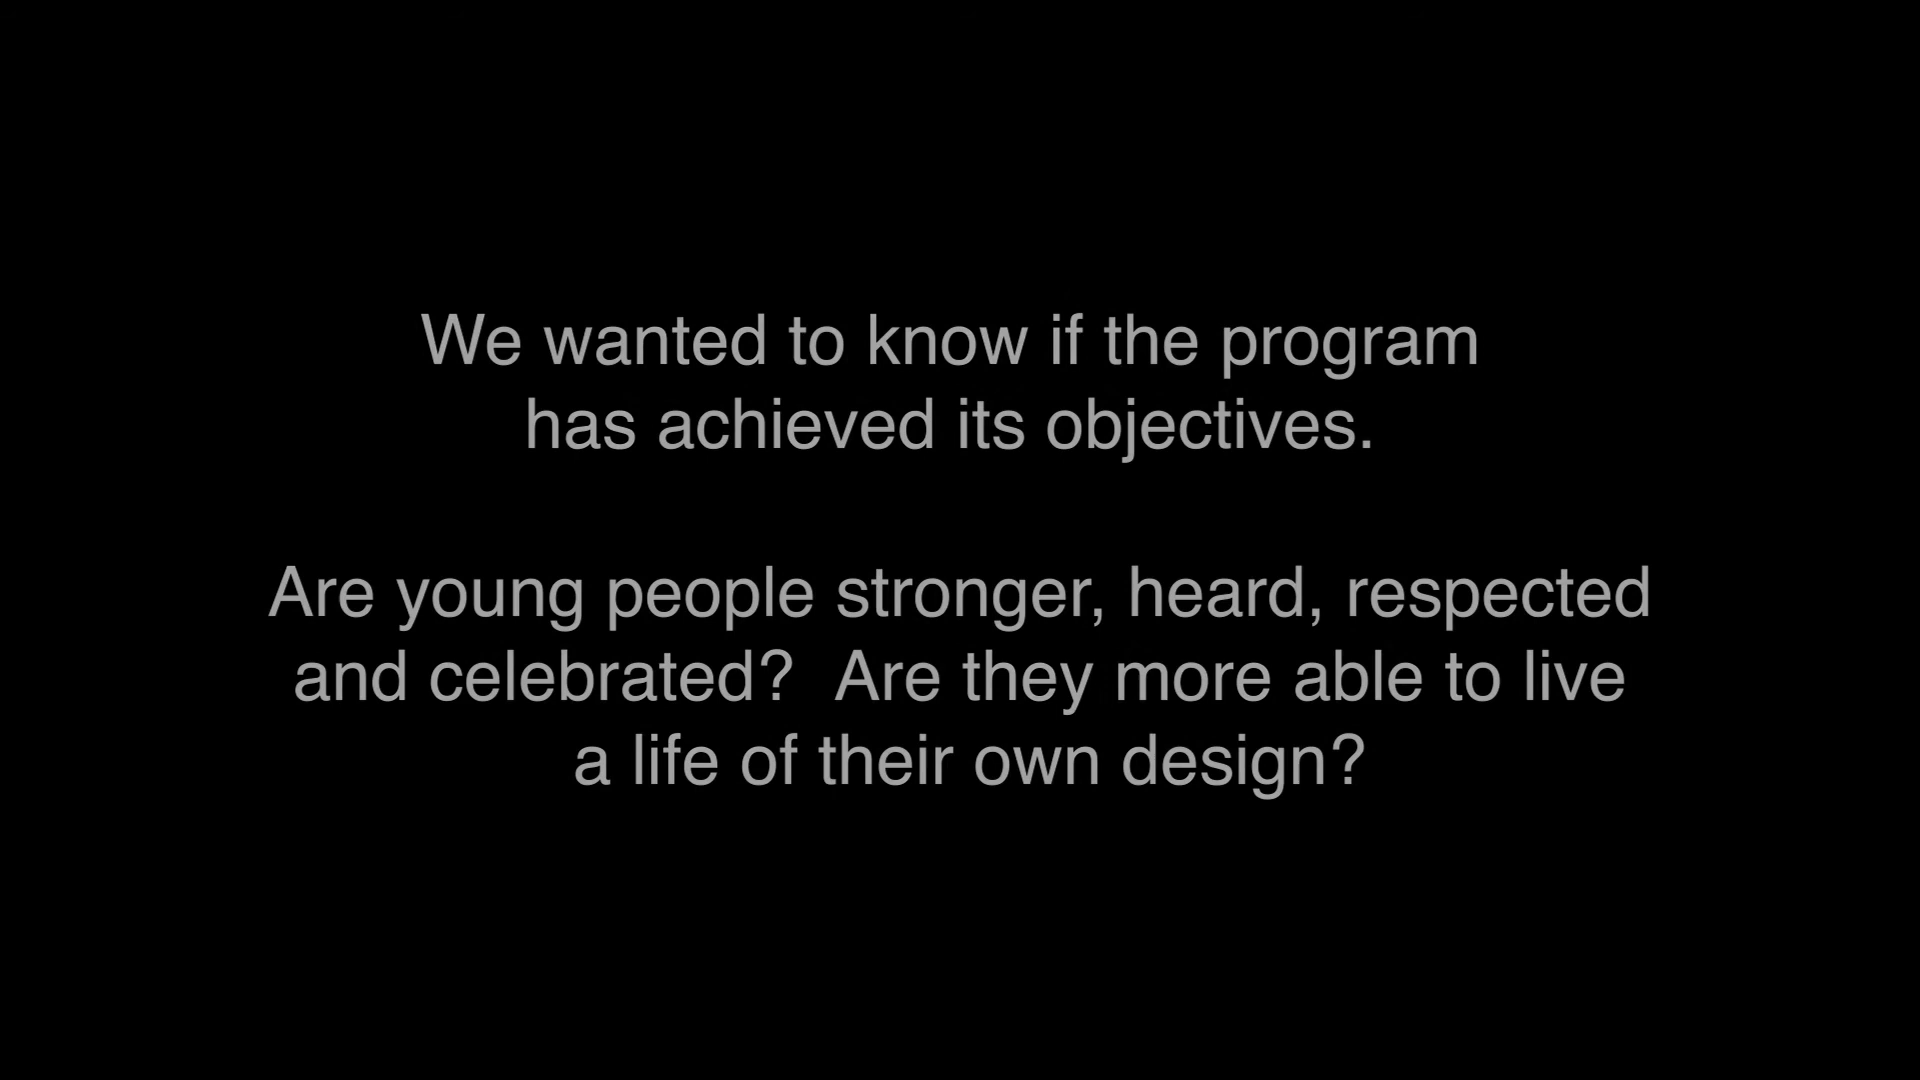 We wanted to know if the program
has achieved its objectives.
Are young people stronger, heard, respected
and celebrated?  Are they more able to live
a life of their own design?